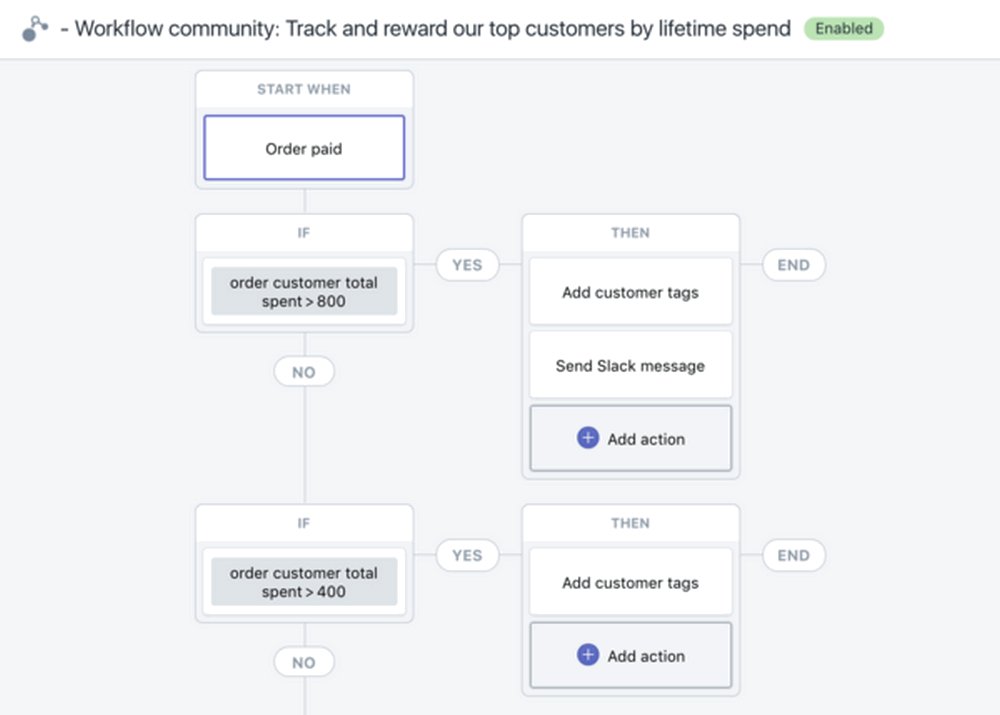 - Workflow community: Track and reward our top customers by lifetime spend Enabled
START WHEN
Order paid
IF
order customer total
spent > 800
YES
THEN
Add customer tags
Send Slack message
Add action
END
NO
IF
order customer total
spent > 400
YES
THEN
Add customer tags
Add action
END
NO